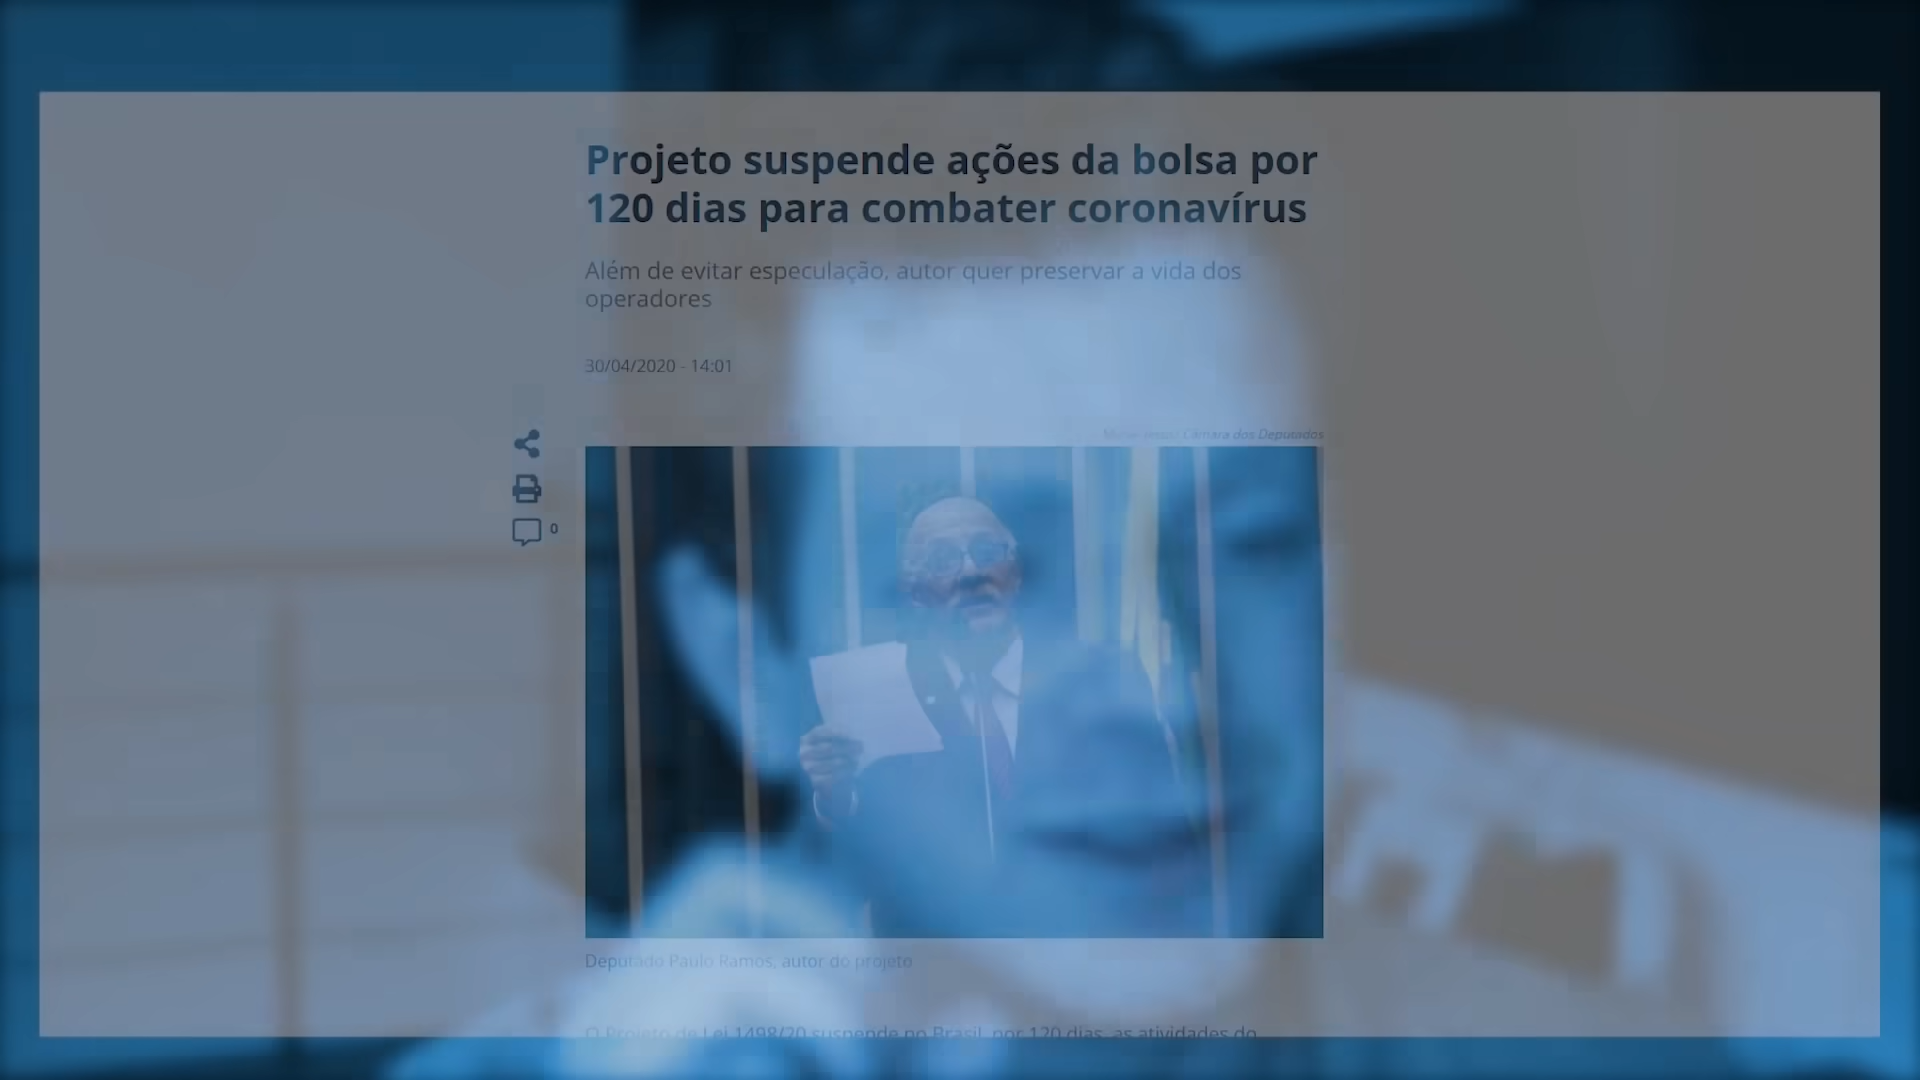 Projeto suspende ações da bolsa por
120 dias para combater coronavírus
Além de evitar especulação, autor quer preservar a vida dos
operadores
30/04/2020 - 14:01
Câmara dos Deputados
0
Deputado Paulo Ramos, autor do projeto
O Projeto de Lei 1498/20 suspende no Brasil, por 120 dias, as atividades do